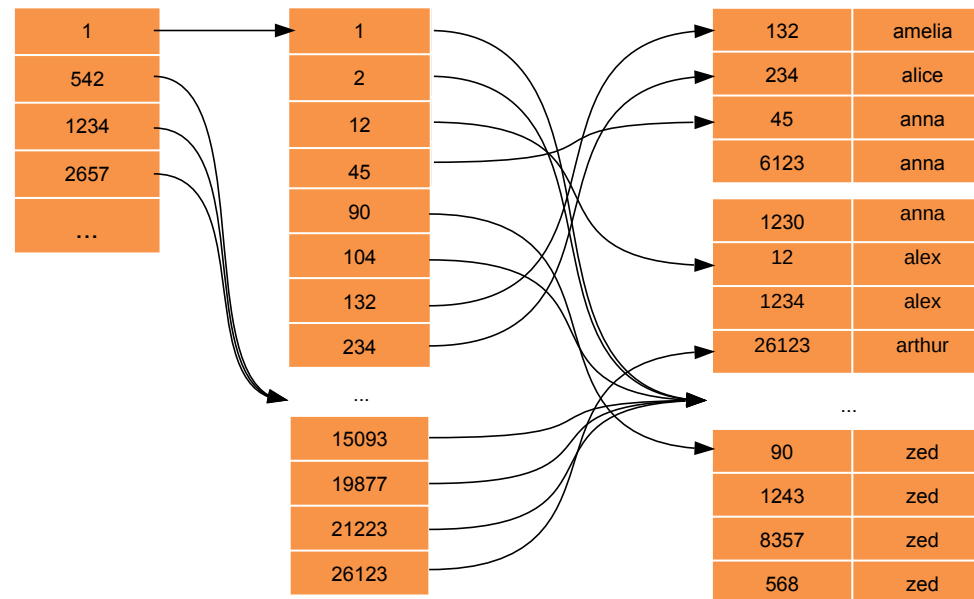 1
542
1234
2657
...
1
2
12
45
90
104
132
234
...
15093
19877
21223
26123
132 amelia
234 alice
45 anna
6123 anna
1230 anna
12 alex
1234 alex
26123 arthur
...
90 zed
1243 zed
8357 zed
568 zed